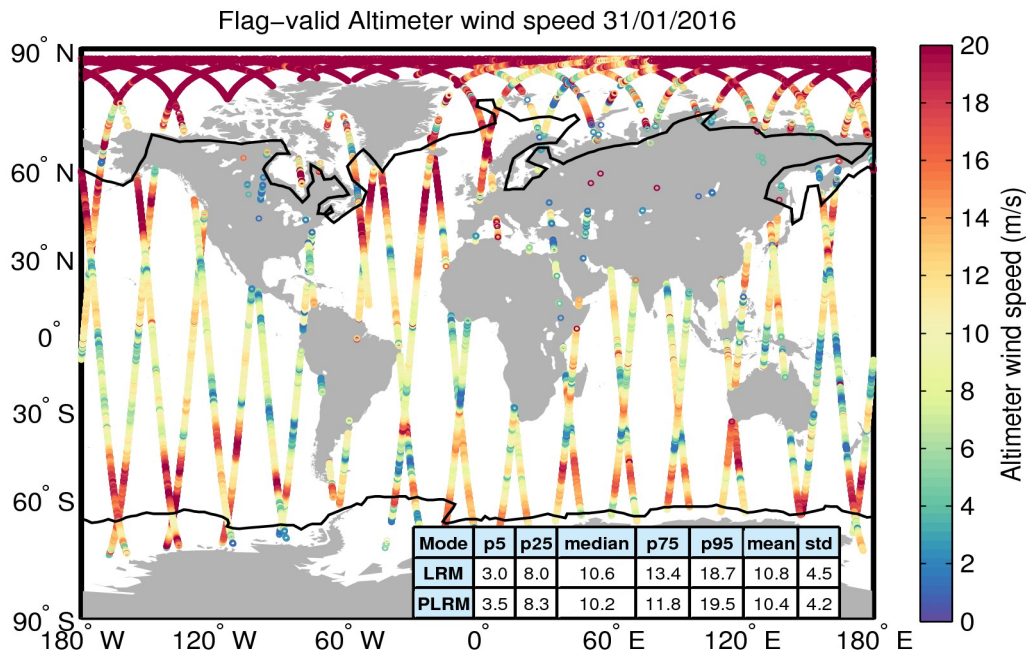 Flag−valid Altimeter wind speed 31/01/2016
90° N
60° N
30° N
0°
30° S
60° S
90° S
180° W
120° W
60° W
0°
60° E
120° E
180° E
Mode p5 p25 median p75 p95 mean std
LRM 3.0 8.0 10.6 13.4 18.7 10.8 4.5
PLRM 3.5 8.3 10.2 11.8 19.5 10.4 4.2
20
18
16
14
12
10
8
6
4
2
0
Altimeter wind speed (m/s)